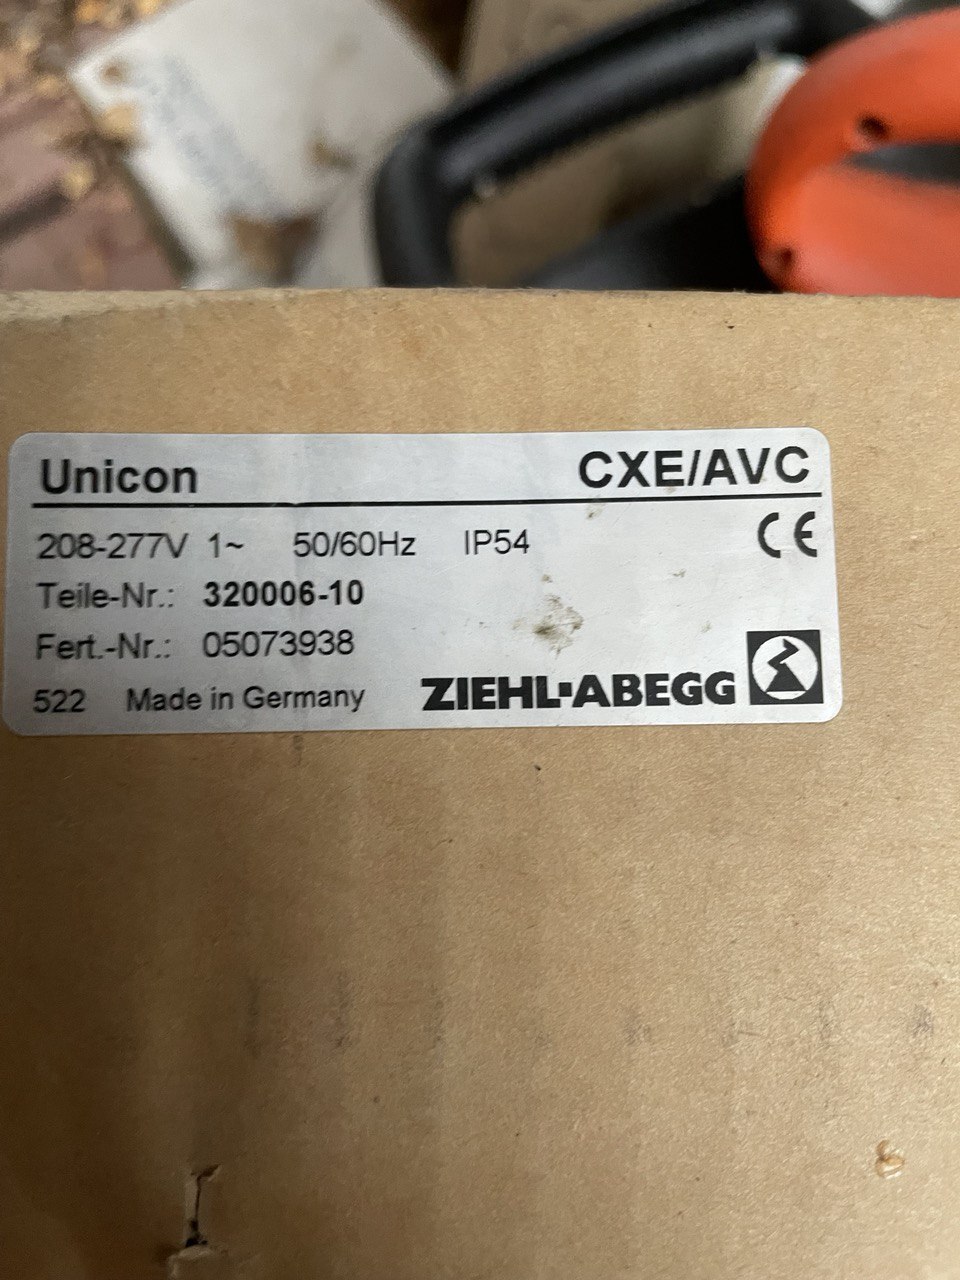 Unicon CXE/AVC
208-277V 1~ 50/60Hz IP54 CE
Teile-Nr.: 320006-10
Fert.-Nr.: 05073938
522 Made in Germany ZIEHL-ABEGG